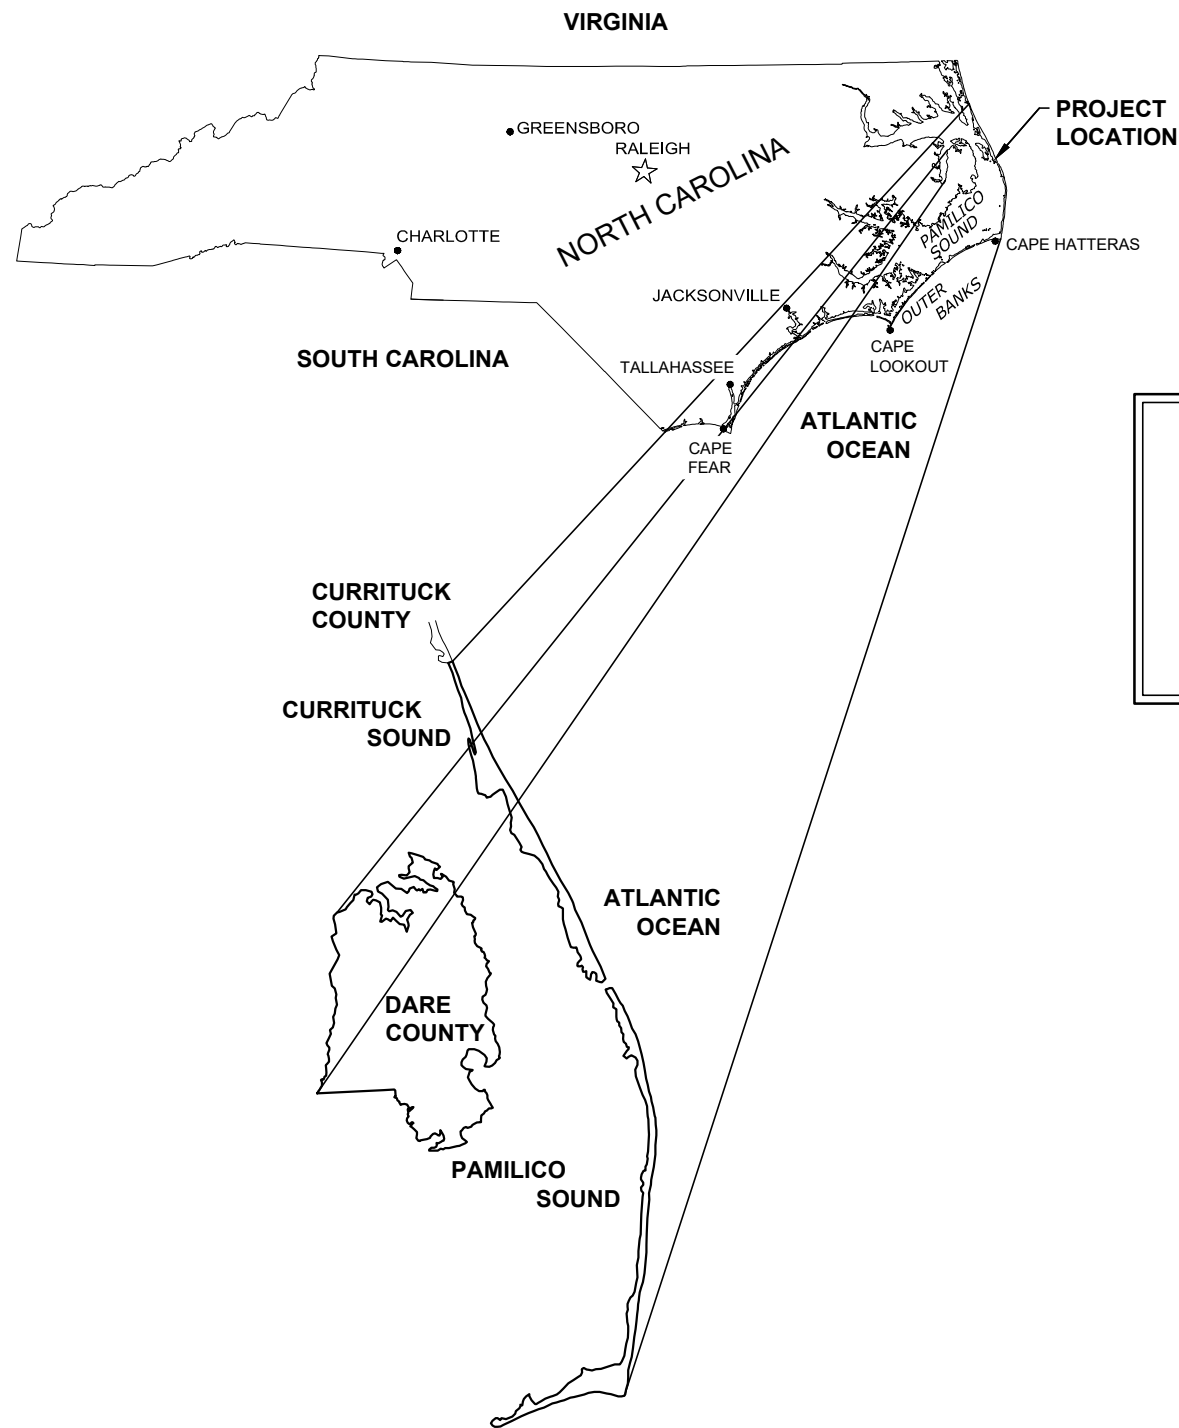 VIRGINIA
PROJECT
LOCATION
GREENSBORO
RALEIGH
NORTH CAROLINA
CHARLOTTE
PAMILICO
SOUND
CAPE HATTERAS
JACKSONVILLE
OUTER
BANKS
SOUTH CAROLINA
TALLAHASSEE
CAPE
LOOKOUT
ATLANTIC
OCEAN
CAPE
FEAR
CURRITUCK
COUNTY
CURRITUCK
SOUND
ATLANTIC
OCEAN
DARE
COUNTY
PAMILICO
SOUND